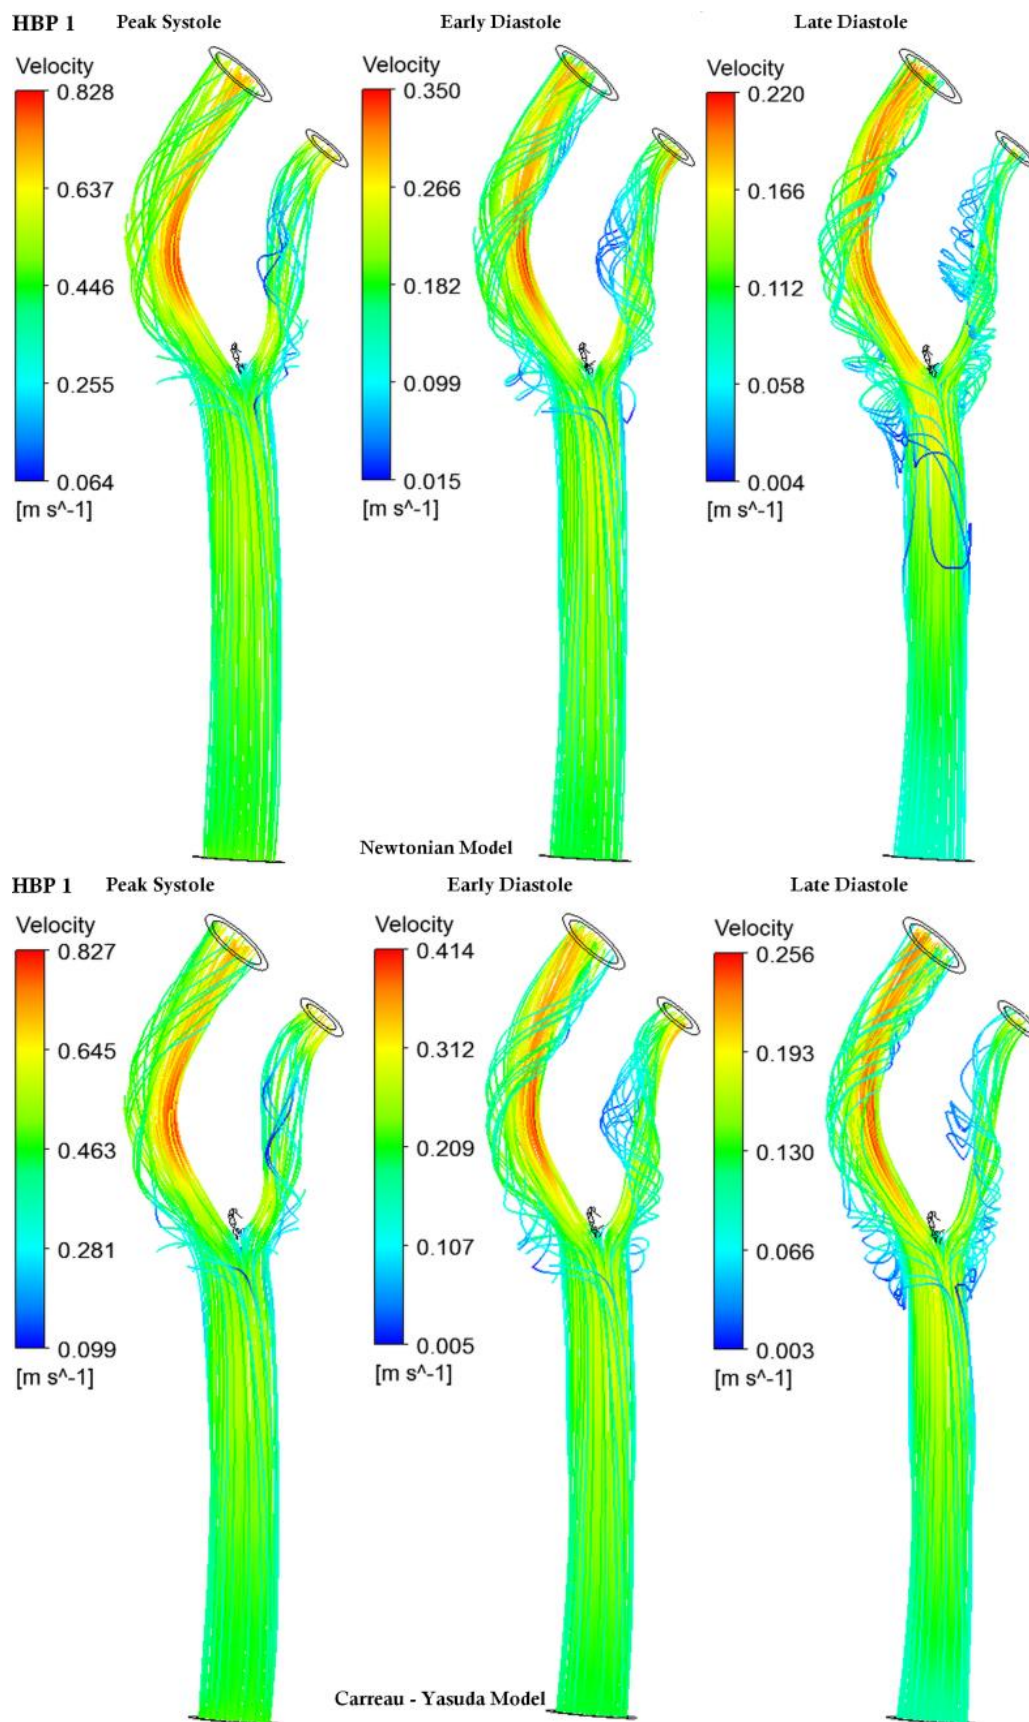 HBP 1 Peak Systole Early Diastole Late Diastole
Velocity Velocity Velocity
0.828 0.350 0.220
0.637 0.266 0.166
0.446 0.182 0.112
0.255 0.099 0.058
0.064 0.015 0.004
[m s^-1] [m s^-1] [m s^-1]
Newtonian Model
HBP 1 Peak Systole Early Diastole Late Diastole
Velocity Velocity Velocity
0.827 0.414 0.256
0.645 0.312 0.193
0.463 0.209 0.130
0.281 0.107 0.066
0.099 0.005 0.003
[m s^-1] [m s^-1] [m s^-1]
Carreau - Yasuda Model